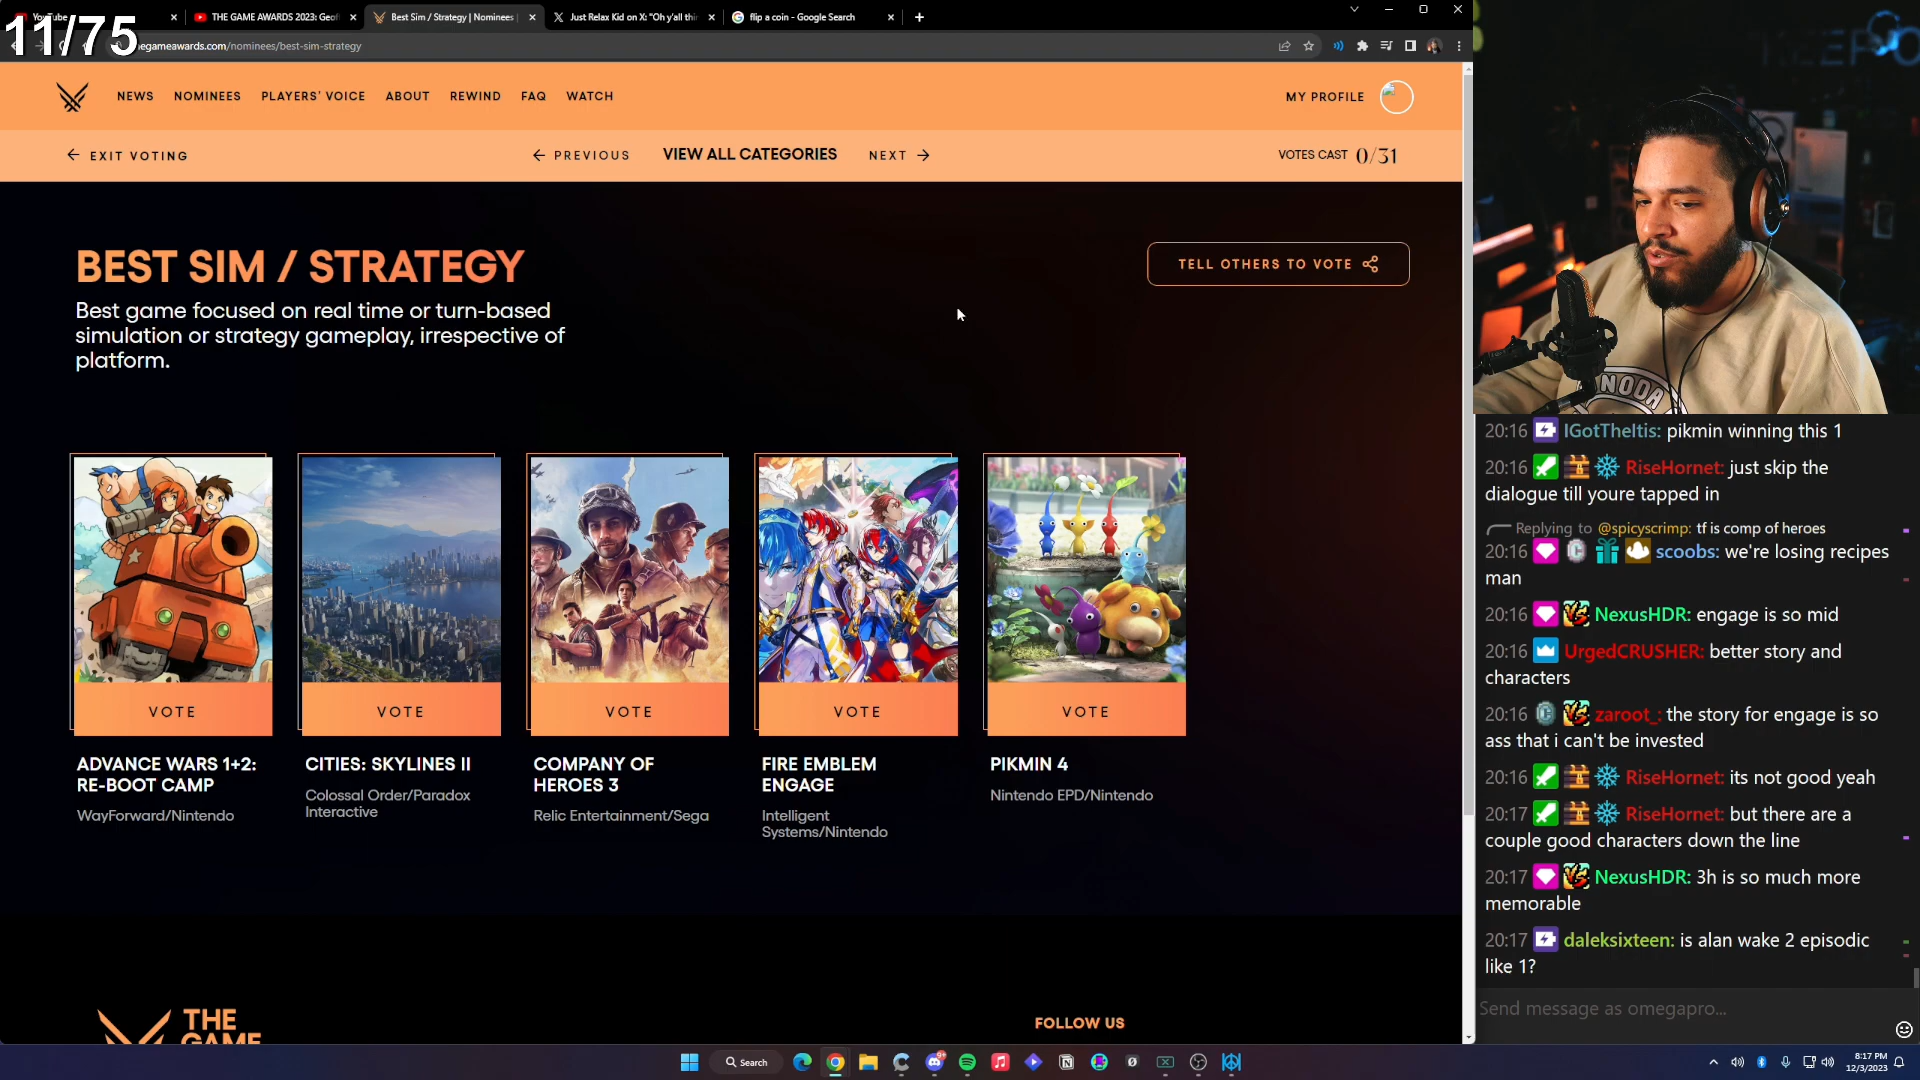 11/75
YouTube
THE GAME AWARDS 2023: Geoff
Best Sim / Strategy | Nominees
Just Relax Kid on X: "Oh y'all thi
flip a coin - Google Search
egameawards.com/nominees/best-sim-strategy
NEWS
NOMINEES
PLAYERS' VOICE
ABOUT
REWIND
FAQ
WATCH
MY PROFILE
EXIT VOTING
PREVIOUS
VIEW ALL CATEGORIES
NEXT
VOTES CAST 0/31
BEST SIM / STRATEGY
TELL OTHERS TO VOTE
Best game focused on real time or turn-based
simulation or strategy gameplay, irrespective of
platform.
VOTE
VOTE
VOTE
VOTE
VOTE
ADVANCE WARS 1+2:
RE-BOOT CAMP
WayForward/Nintendo
CITIES: SKYLINES II
Colossal Order/Paradox
Interactive
COMPANY OF
HEROES 3
Relic Entertainment/Sega
FIRE EMBLEM
ENGAGE
Intelligent
Systems/Nintendo
PIKMIN 4
Nintendo EPD/Nintendo
THE
GAME
FOLLOW US
NOOA
20:16 IGotTheItis: pikmin winning this 1
20:16 RiseHornet: just skip the
dialogue till youre tapped in
Replying to @spicyscrimp: tf is comp of heroes
20:16 scoobs: we're losing recipes
man
20:16 NexusHDR: engage is so mid
20:16 UrgedCRUSHER: better story and
characters
20:16 zaroot_: the story for engage is so
ass that i can't be invested
20:16 RiseHornet: its not good yeah
20:17 RiseHornet: but there are a
couple good characters down the line
20:17 NexusHDR: 3h is so much more
memorable
20:17 daleksixteen: is alan wake 2 episodic
like 1?
Send message as omegapro...
Search
8:17 PM
12/3/2023